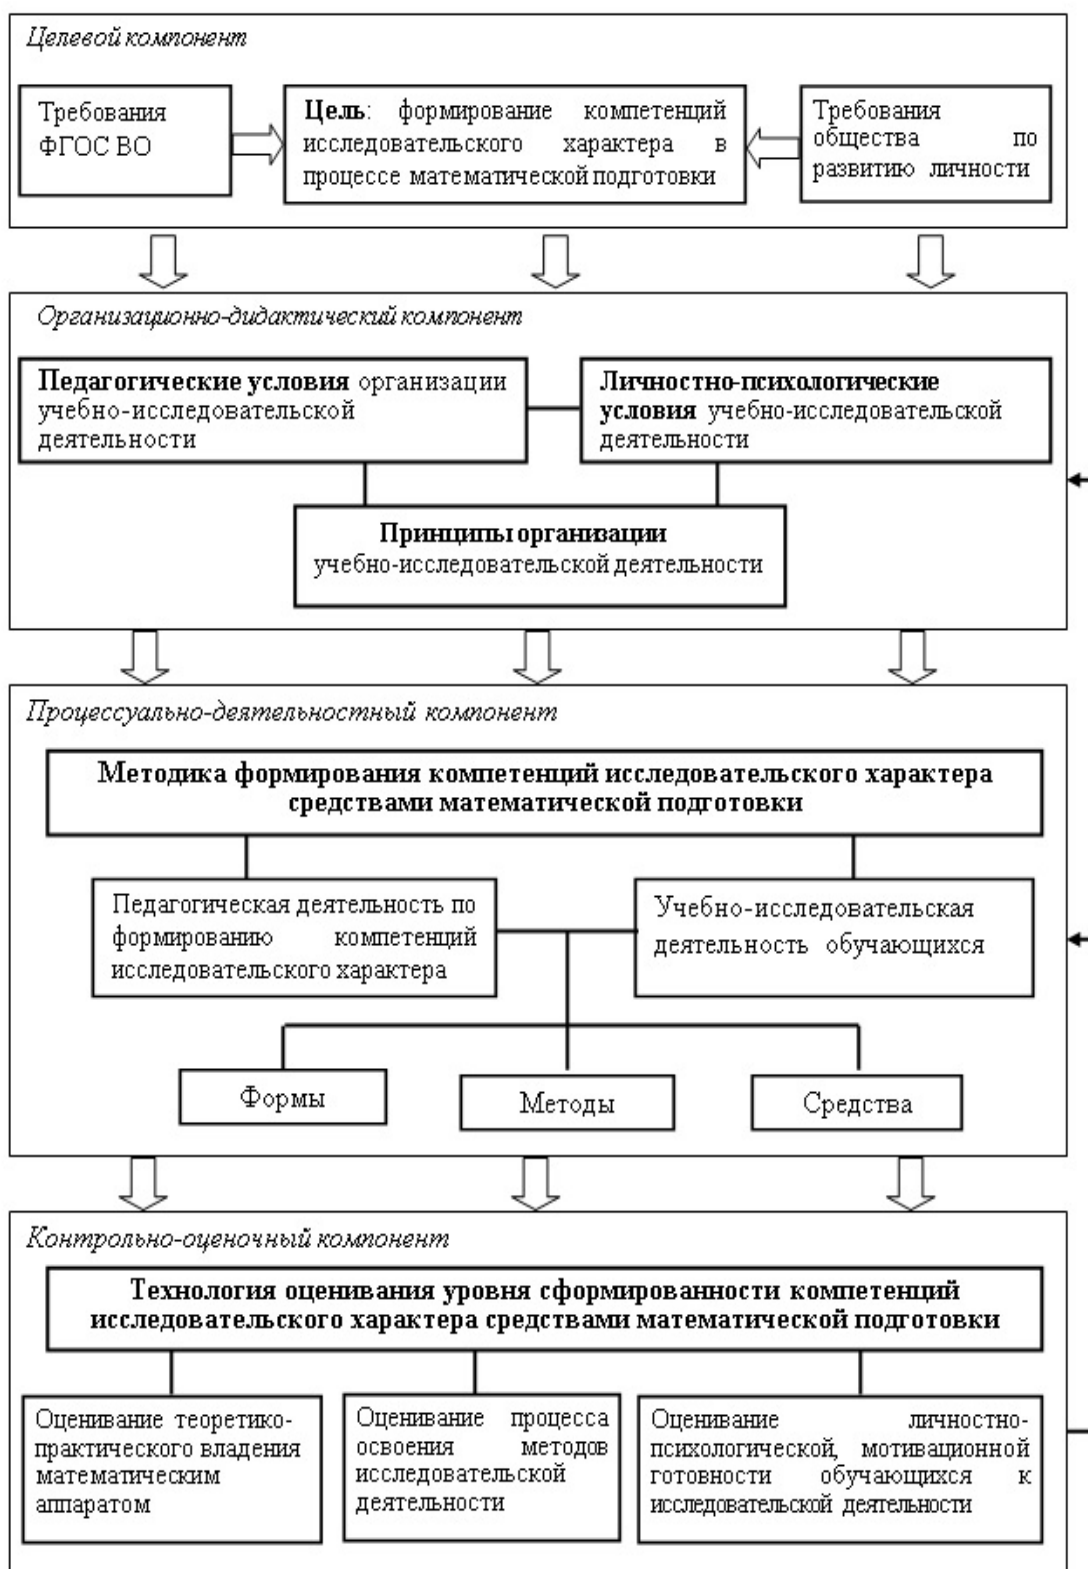 Целевой компонент
Требования
ФГОС ВО
Цель: формирование компетенций
исследовательского характера в
процессе математической подготовки
Требования
общества по
развитию личности
Организационно-дидактический компонент
Педагогические условия организации
учебно-исследовательской
деятельности
Личностно-психологические
условия учебно-исследовательской
деятельности
Принципы организации
учебно-исследовательской деятельности
Процессуально-деятельностный компонент
Методика формирования компетенций исследовательского характера
средствами математической подготовки
Педагогическая деятельность по
формированию компетенций
исследовательского характера
Учебно-исследовательская
деятельность обучающихся
Формы
Методы
Средства
Контрольно-оценочный компонент
Технология оценивания уровня сформированности компетенций
исследовательского характера средствами математической подготовки
Оценивание теоретико-
практического владения
математическим
аппаратом
Оценивание процесса
освоения методов
исследовательской
деятельности
Оценивание личностно-
психологической, мотивационной
готовности обучающихся к
исследовательской деятельности